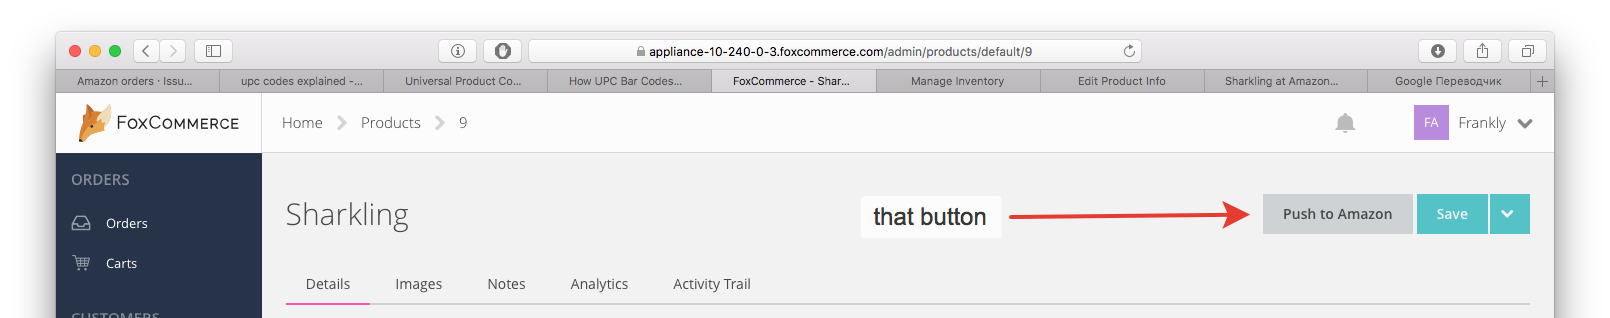 appliance-10-240-0-3.foxcommerce.com/admin/products/default/9
Amazon orders · Issu...
upc codes explained -...
Universal Product Co...
How UPC Bar Codes...
FoxCommerce - Shar...
Manage Inventory
Edit Product Info
Sharkling at Amazon...
Google Переводчик
FOXCOMMERCE
Home
Products
9
FA
Frankly
ORDERS
Orders
Carts
CUSTOMERS
Sharkling
that button
Push to Amazon
Save
Details
Images
Notes
Analytics
Activity Trail